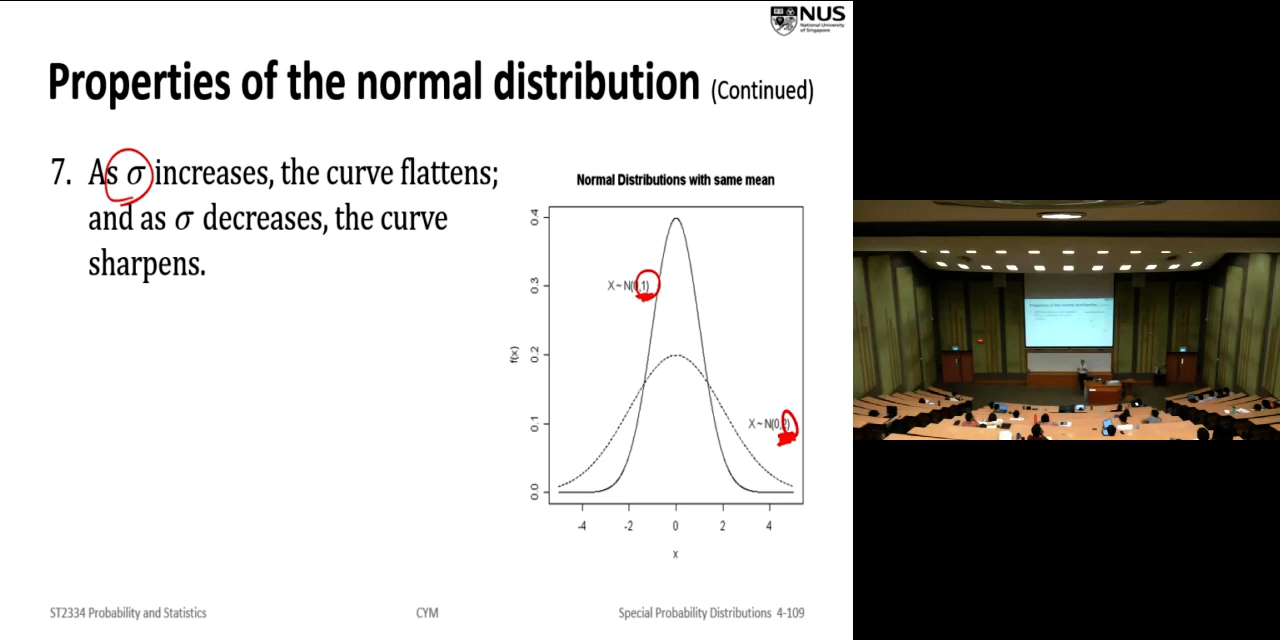 NUS
National University
of Singapore
Properties of the normal distribution (Continued)
7. As σ increases, the curve flattens;
and as σ decreases, the curve
sharpens.
Normal Distributions with same mean
0.4
0.3
0.2
0.1
0.0
f(x)
X ~ N(0,1)
X ~ N(0,2)
-4 -2 0 2 4
x
ST2334 Probability and Statistics CYM Special Probability Distributions 4-109